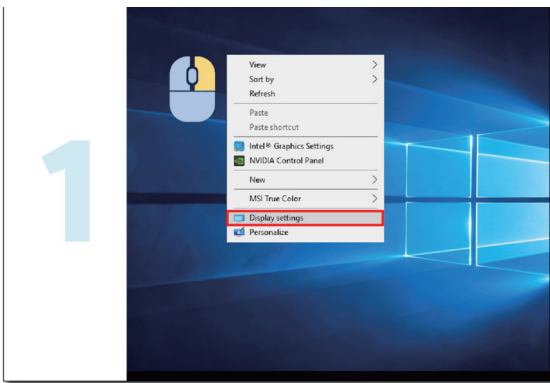 1
View
Sort by
Refresh
Paste
Paste shortcut
Intel® Graphics Settings
NVIDIA Control Panel
New
MSI True Color
Display settings
Personalize